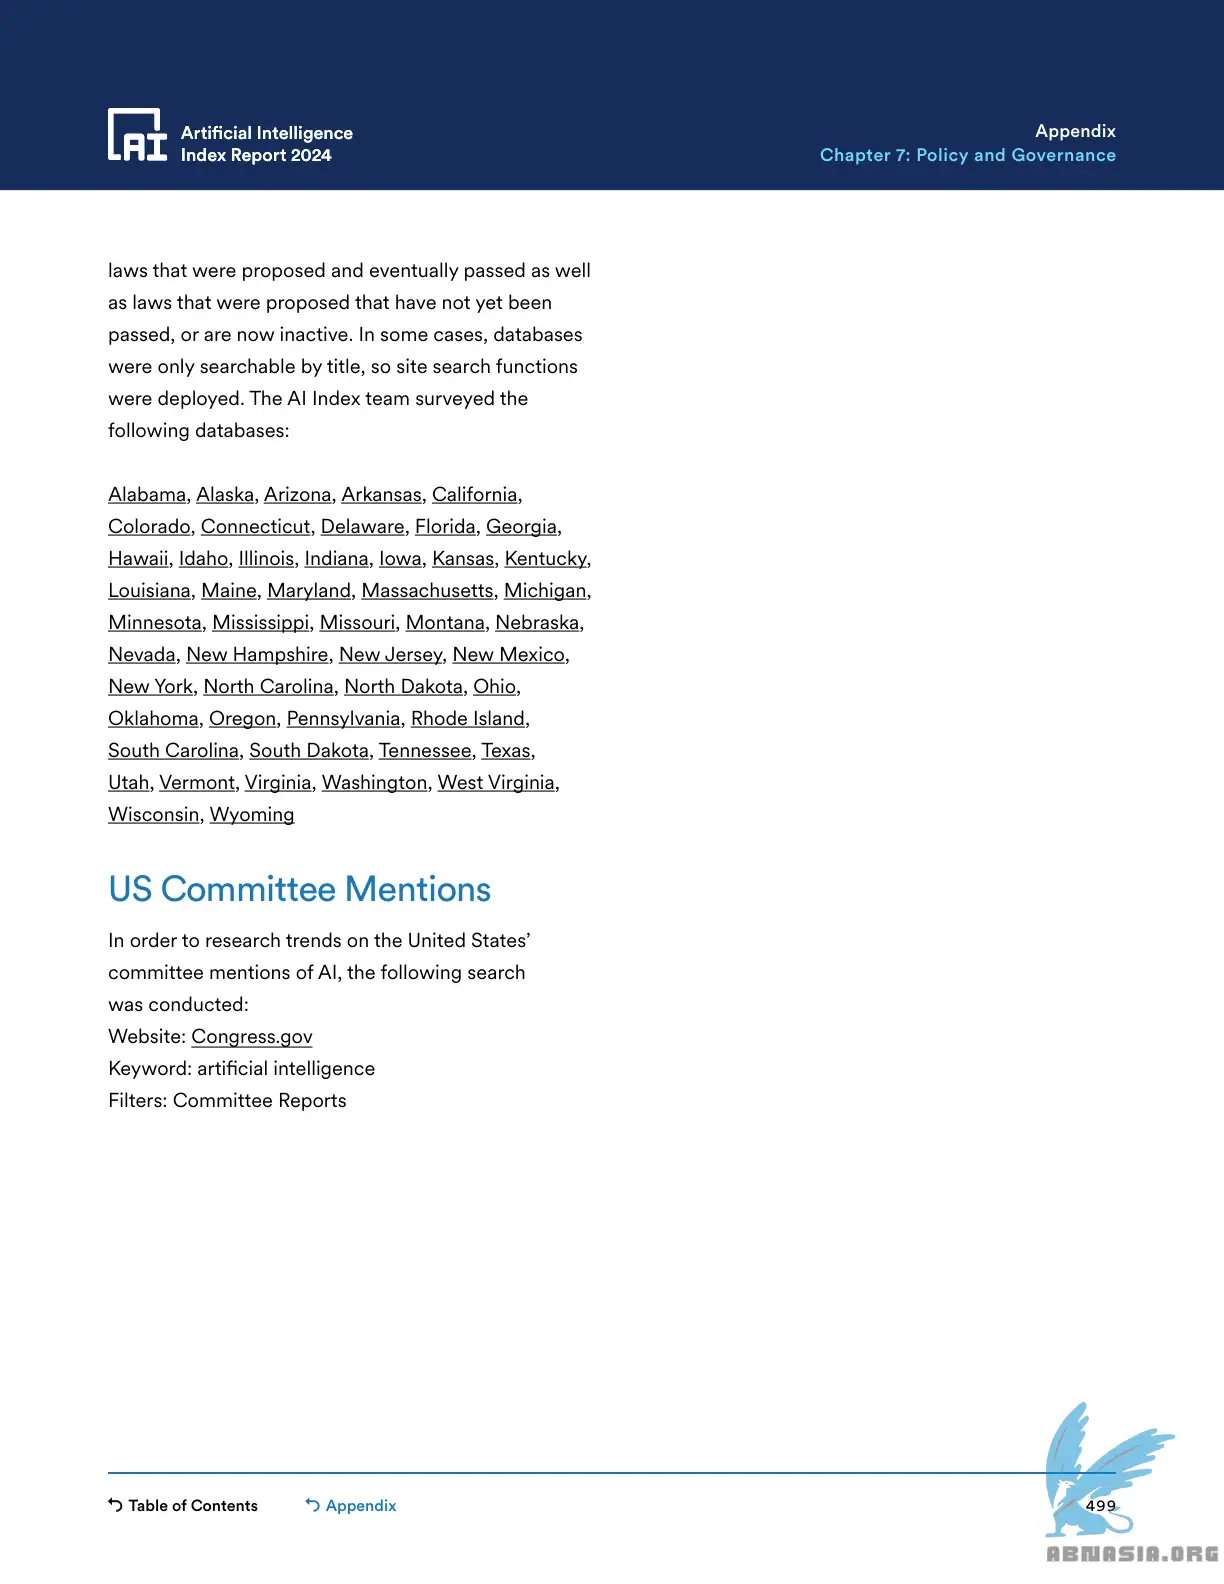 Artificial Intelligence
Index Report 2024
Appendix
Chapter 7: Policy and Governance
laws that were proposed and eventually passed as well
as laws that were proposed that have not yet been
passed, or are now inactive. In some cases, databases
were only searchable by title, so site search functions
were deployed. The AI Index team surveyed the
following databases:
Alabama, Alaska, Arizona, Arkansas, California,
Colorado, Connecticut, Delaware, Florida, Georgia,
Hawaii, Idaho, Illinois, Indiana, Iowa, Kansas, Kentucky,
Louisiana, Maine, Maryland, Massachusetts, Michigan,
Minnesota, Mississippi, Missouri, Montana, Nebraska,
Nevada, New Hampshire, New Jersey, New Mexico,
New York, North Carolina, North Dakota, Ohio,
Oklahoma, Oregon, Pennsylvania, Rhode Island,
South Carolina, South Dakota, Tennessee, Texas,
Utah, Vermont, Virginia, Washington, West Virginia,
Wisconsin, Wyoming
US Committee Mentions
In order to research trends on the United States’
committee mentions of AI, the following search
was conducted:
Website: Congress.gov
Keyword: artificial intelligence
Filters: Committee Reports
Table of Contents
Appendix
499
ABNASIA.ORG